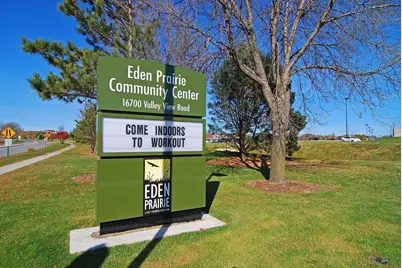 Eden Prairie
Community Center
16700 Valley View Road
COME INDOORS
TO WORKOUT
EDEN
PRAIRIE